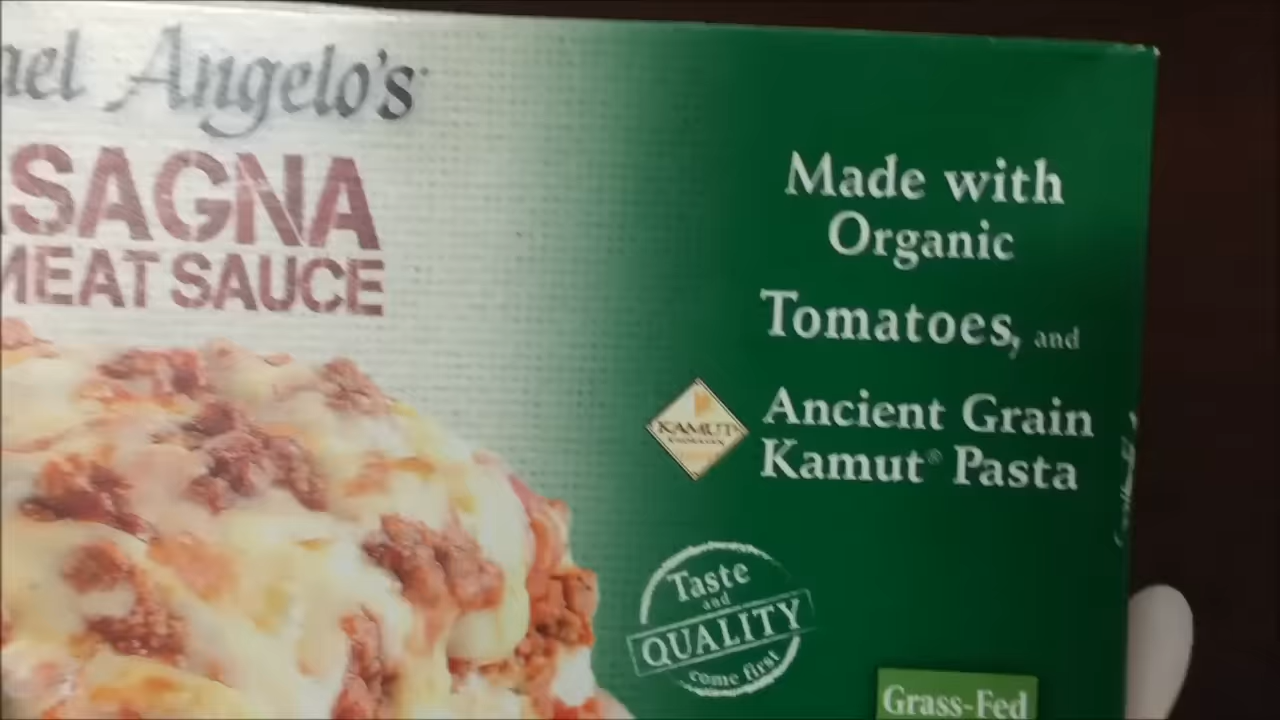 ael Angelo's
SAGNA
MEAT SAUCE
Made with
Organic
Tomatoes, and
KAMUT
Ancient Grain
Kamut® Pasta
Taste
and
QUALITY
come first
Grass-Fed